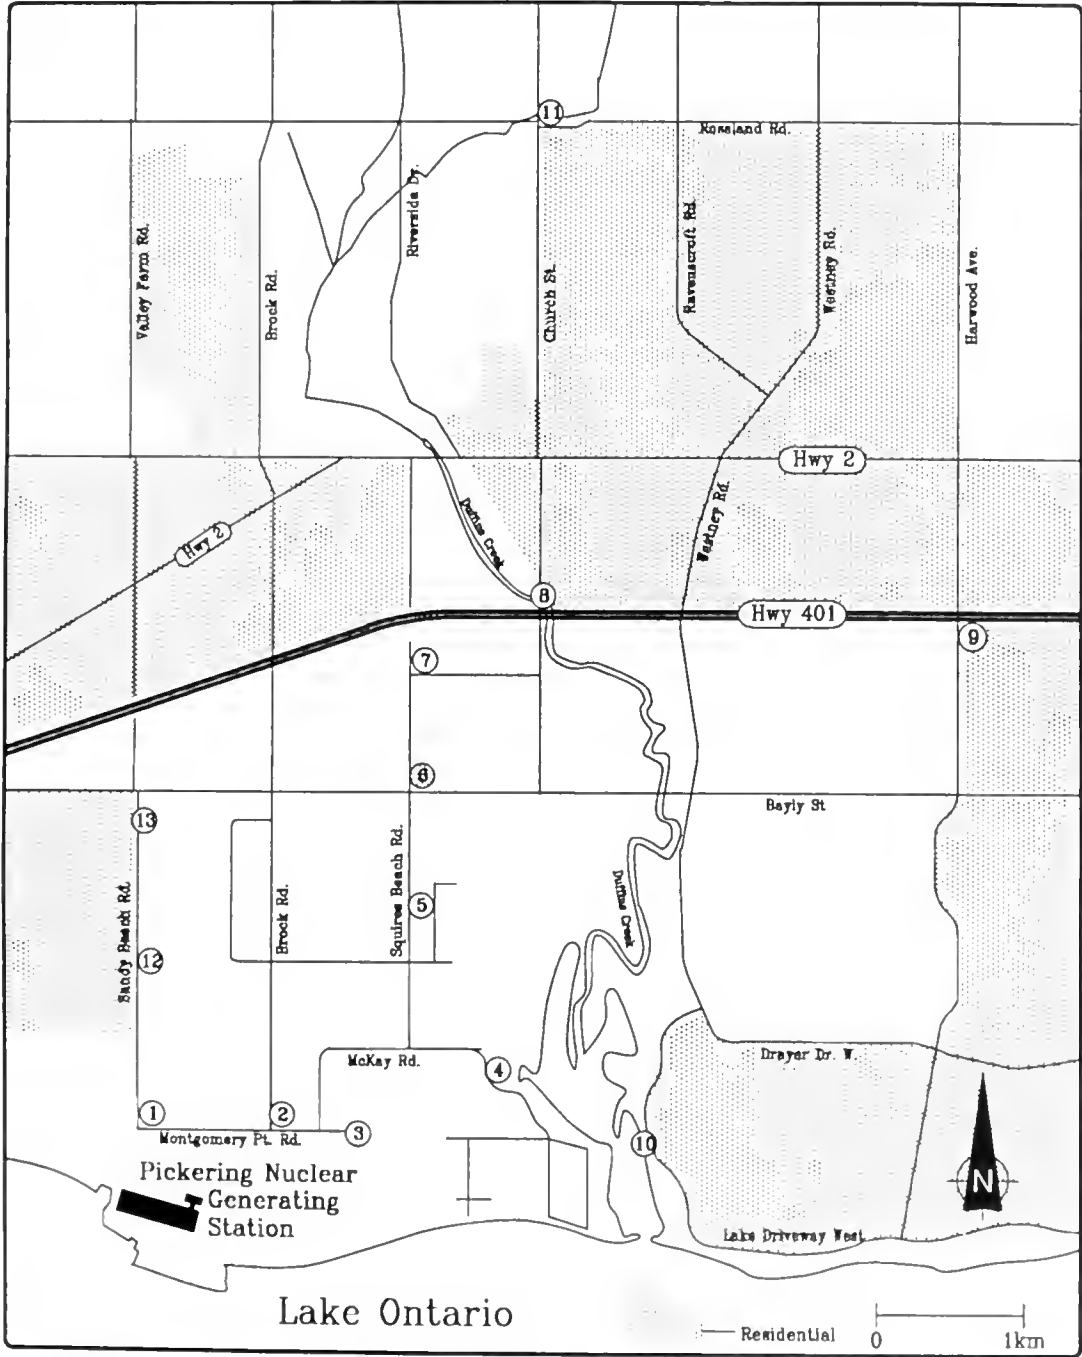 11
Rossland Rd.
Riverside Dr.
Valley Farm Rd.
Brock Rd.
Church St.
Ravenscroft Rd.
Westney Rd.
Harwood Ave.
Hwy 2
Hwy 2
Duffins Creek
Westney Rd.
8
Hwy 401
9
7
6
Bayly St
13
Squires Beach Rd.
Duffins Creek
5
Brock Rd.
Sandy Beach Rd.
12
McKay Rd.
Drayer Dr. W.
4
1
2
3
Montgomery Pt. Rd.
10
Pickering Nuclear
Generating
Station
N
Lake Driveway West
Lake Ontario
Residential
0
1km